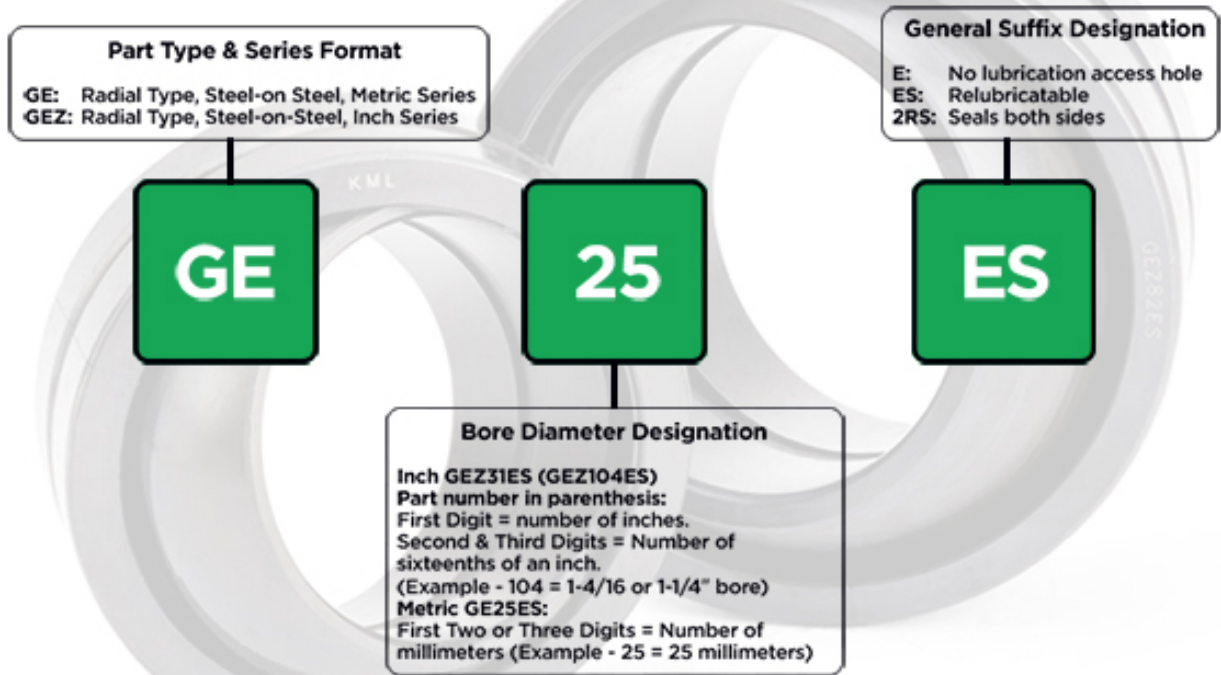 Part Type & Series Format
GE: Radial Type, Steel-on Steel, Metric Series
GEZ: Radial Type, Steel-on-Steel, Inch Series
General Suffix Designation
E: No lubrication access hole
ES: Relubricatable
2RS: Seals both sides
KML
GE
25
ES
GEZ82ES
Bore Diameter Designation
Inch GEZ31ES (GEZ104ES)
Part number in parenthesis:
First Digit = number of inches.
Second & Third Digits = Number of
sixteenths of an inch.
(Example - 104 = 1-4/16 or 1-1/4" bore)
Metric GE25ES:
First Two or Three Digits = Number of
millimeters (Example - 25 = 25 millimeters)